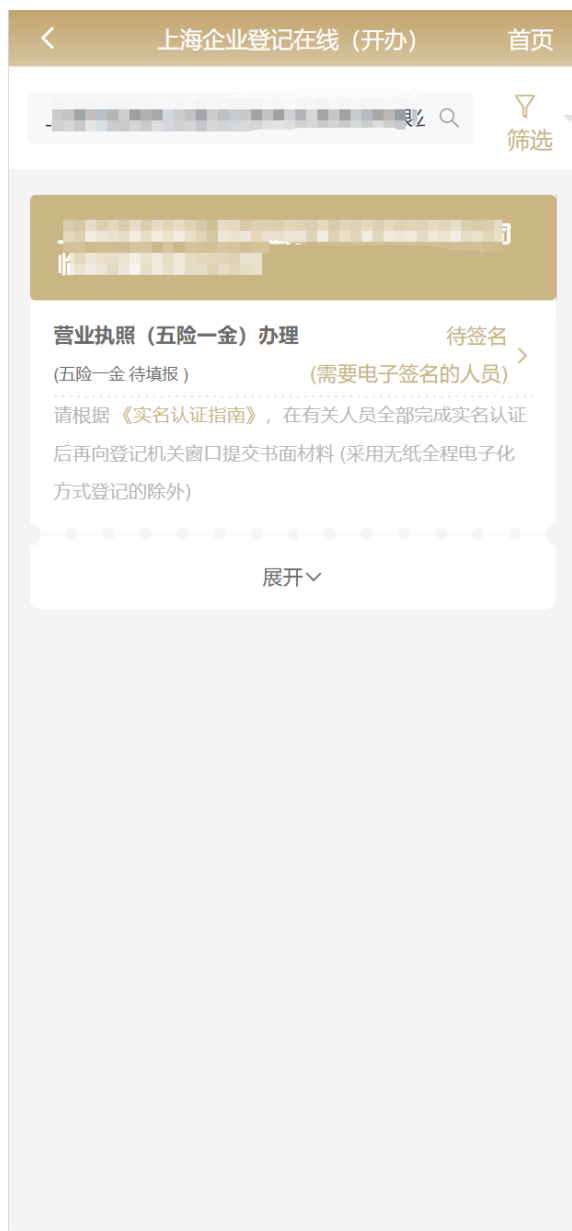 上海企业登记在线（开办）
首页
筛选
营业执照（五险一金）办理
待签名
(五险一金 待填报 )
(需要电子签名的人员)
请根据《实名认证指南》，在有关人员全部完成实名认证
后再向登记机关窗口提交书面材料 (采用无纸全程电子化
方式登记的除外)
展开